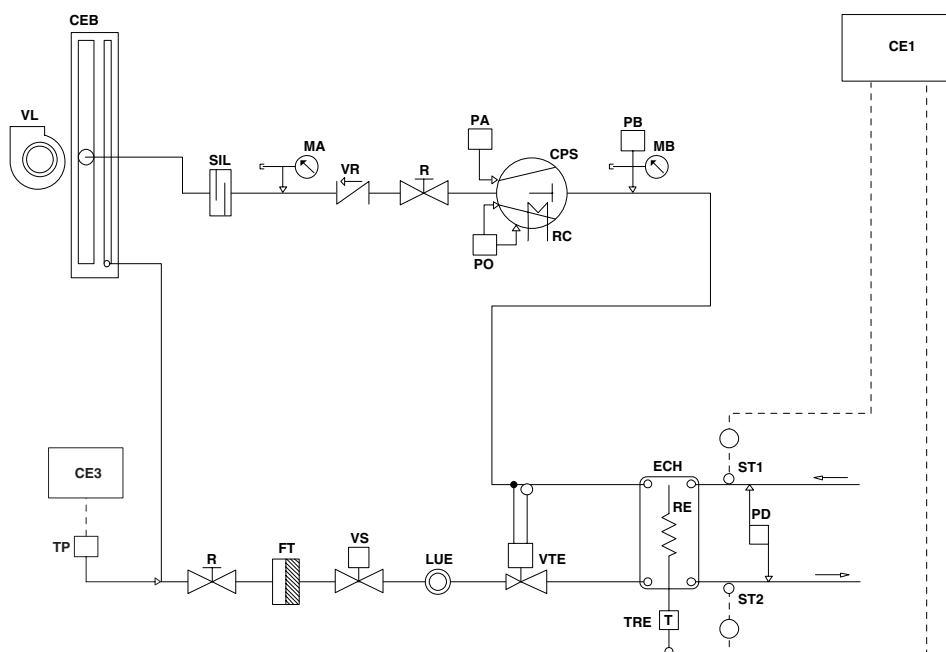 CEB
CE1
VL
PA
PB
MA
CPS
MB
SIL
VR
R
RC
PO
CE3
ECH
ST1
RE
PD
TP
R
FT
VS
LUE
VTE
ST2
TRE
T